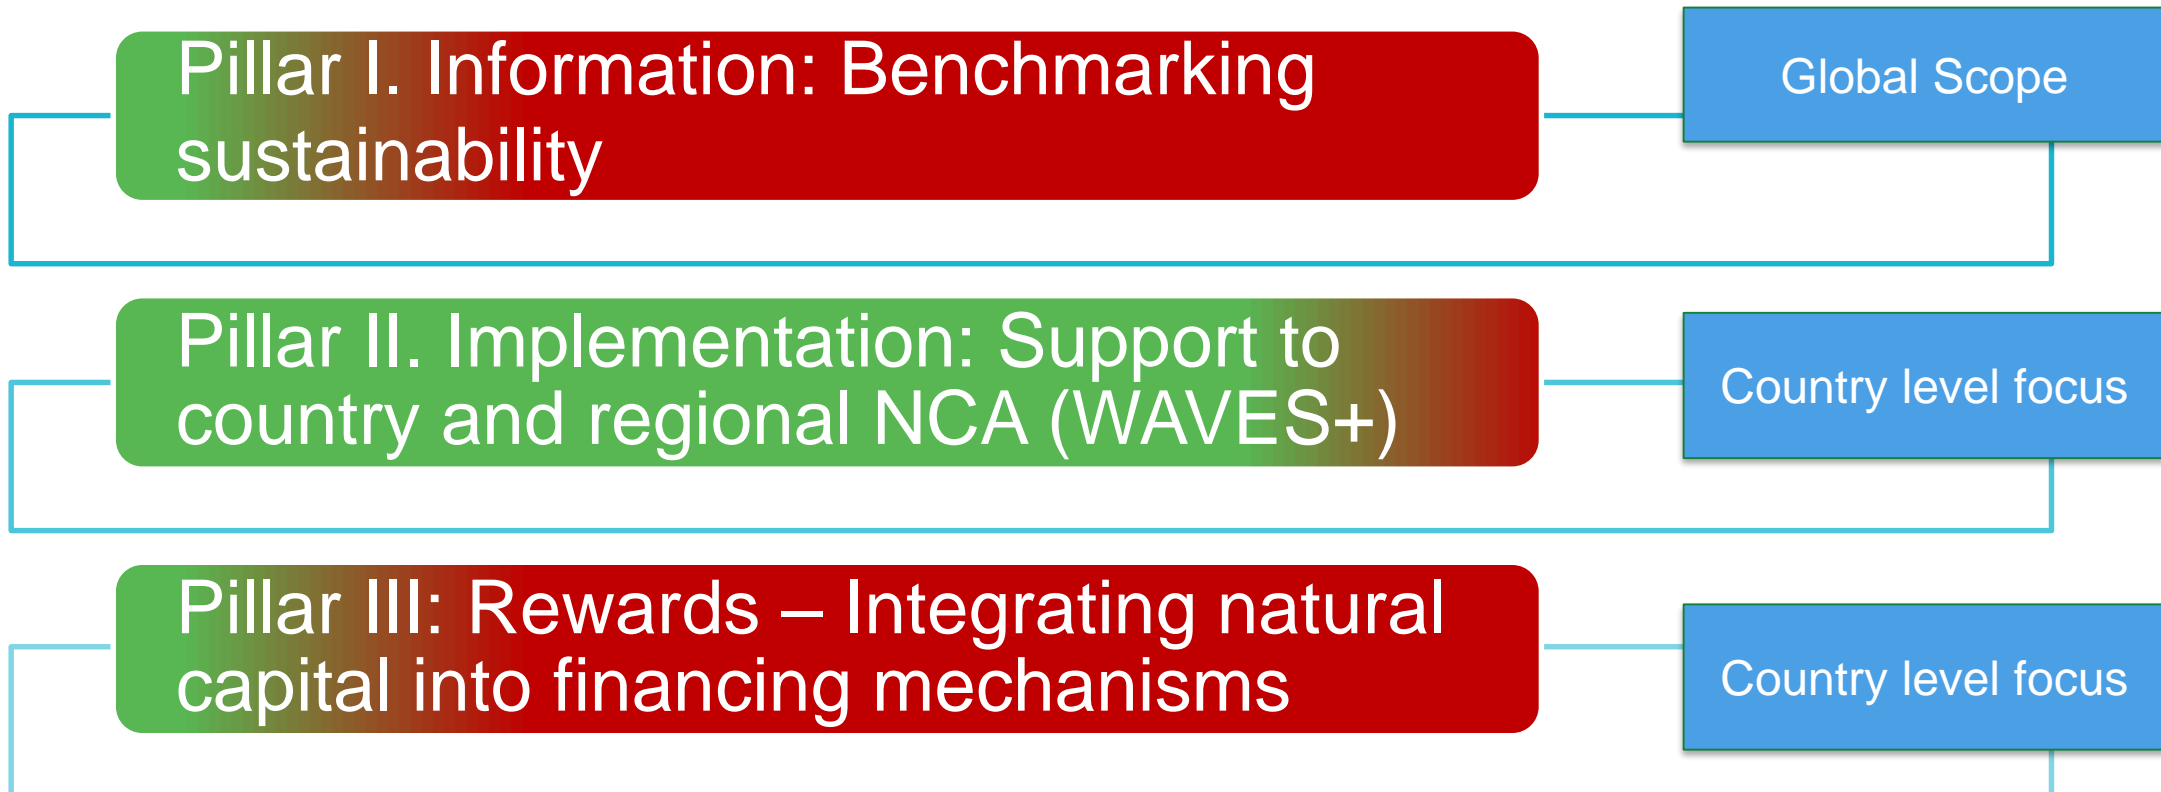 Pillar I. Information: Benchmarking
sustainability
Global Scope
Pillar II. Implementation: Support to
country and regional NCA (WAVES+)
Country level focus
Pillar III: Rewards – Integrating natural
capital into financing mechanisms
Country level focus